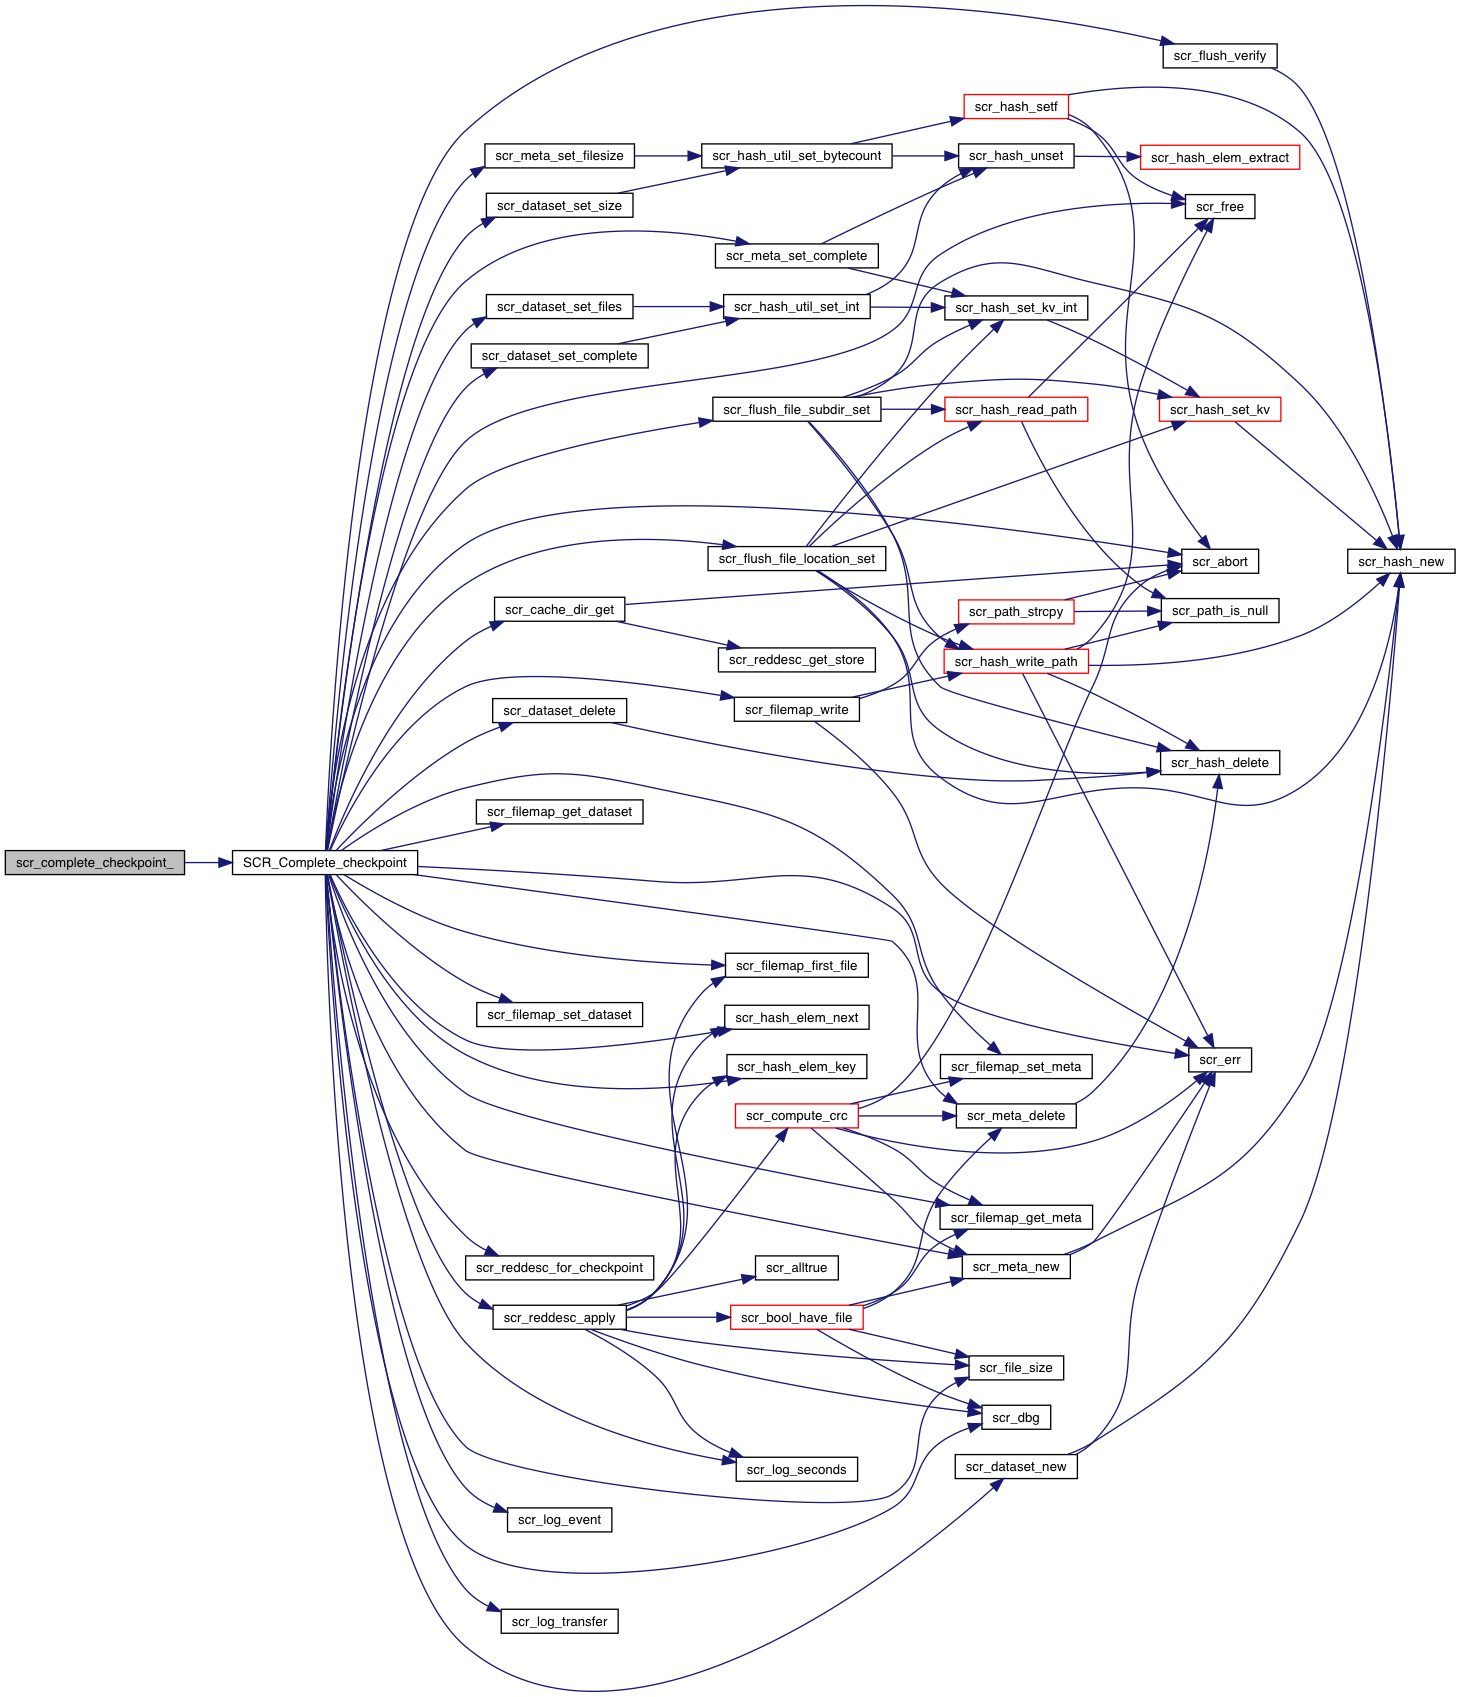 scr_flush_verify
scr_hash_setf
scr_meta_set_filesize
scr_hash_util_set_bytecount
scr_hash_unset
scr_hash_elem_extract
scr_dataset_set_size
scr_free
scr_meta_set_complete
scr_dataset_set_files
scr_hash_util_set_int
scr_hash_set_kv_int
scr_dataset_set_complete
scr_flush_file_subdir_set
scr_hash_read_path
scr_hash_set_kv
scr_flush_file_location_set
scr_abort
scr_hash_new
scr_cache_dir_get
scr_path_strcpy
scr_path_is_null
scr_reddesc_get_store
scr_hash_write_path
scr_dataset_delete
scr_filemap_write
scr_hash_delete
scr_filemap_get_dataset
scr_complete_checkpoint_
SCR_Complete_checkpoint
scr_filemap_first_file
scr_filemap_set_dataset
scr_hash_elem_next
scr_hash_elem_key
scr_filemap_set_meta
scr_err
scr_compute_crc
scr_meta_delete
scr_filemap_get_meta
scr_reddesc_for_checkpoint
scr_alltrue
scr_meta_new
scr_reddesc_apply
scr_bool_have_file
scr_file_size
scr_dbg
scr_log_seconds
scr_dataset_new
scr_log_event
scr_log_transfer